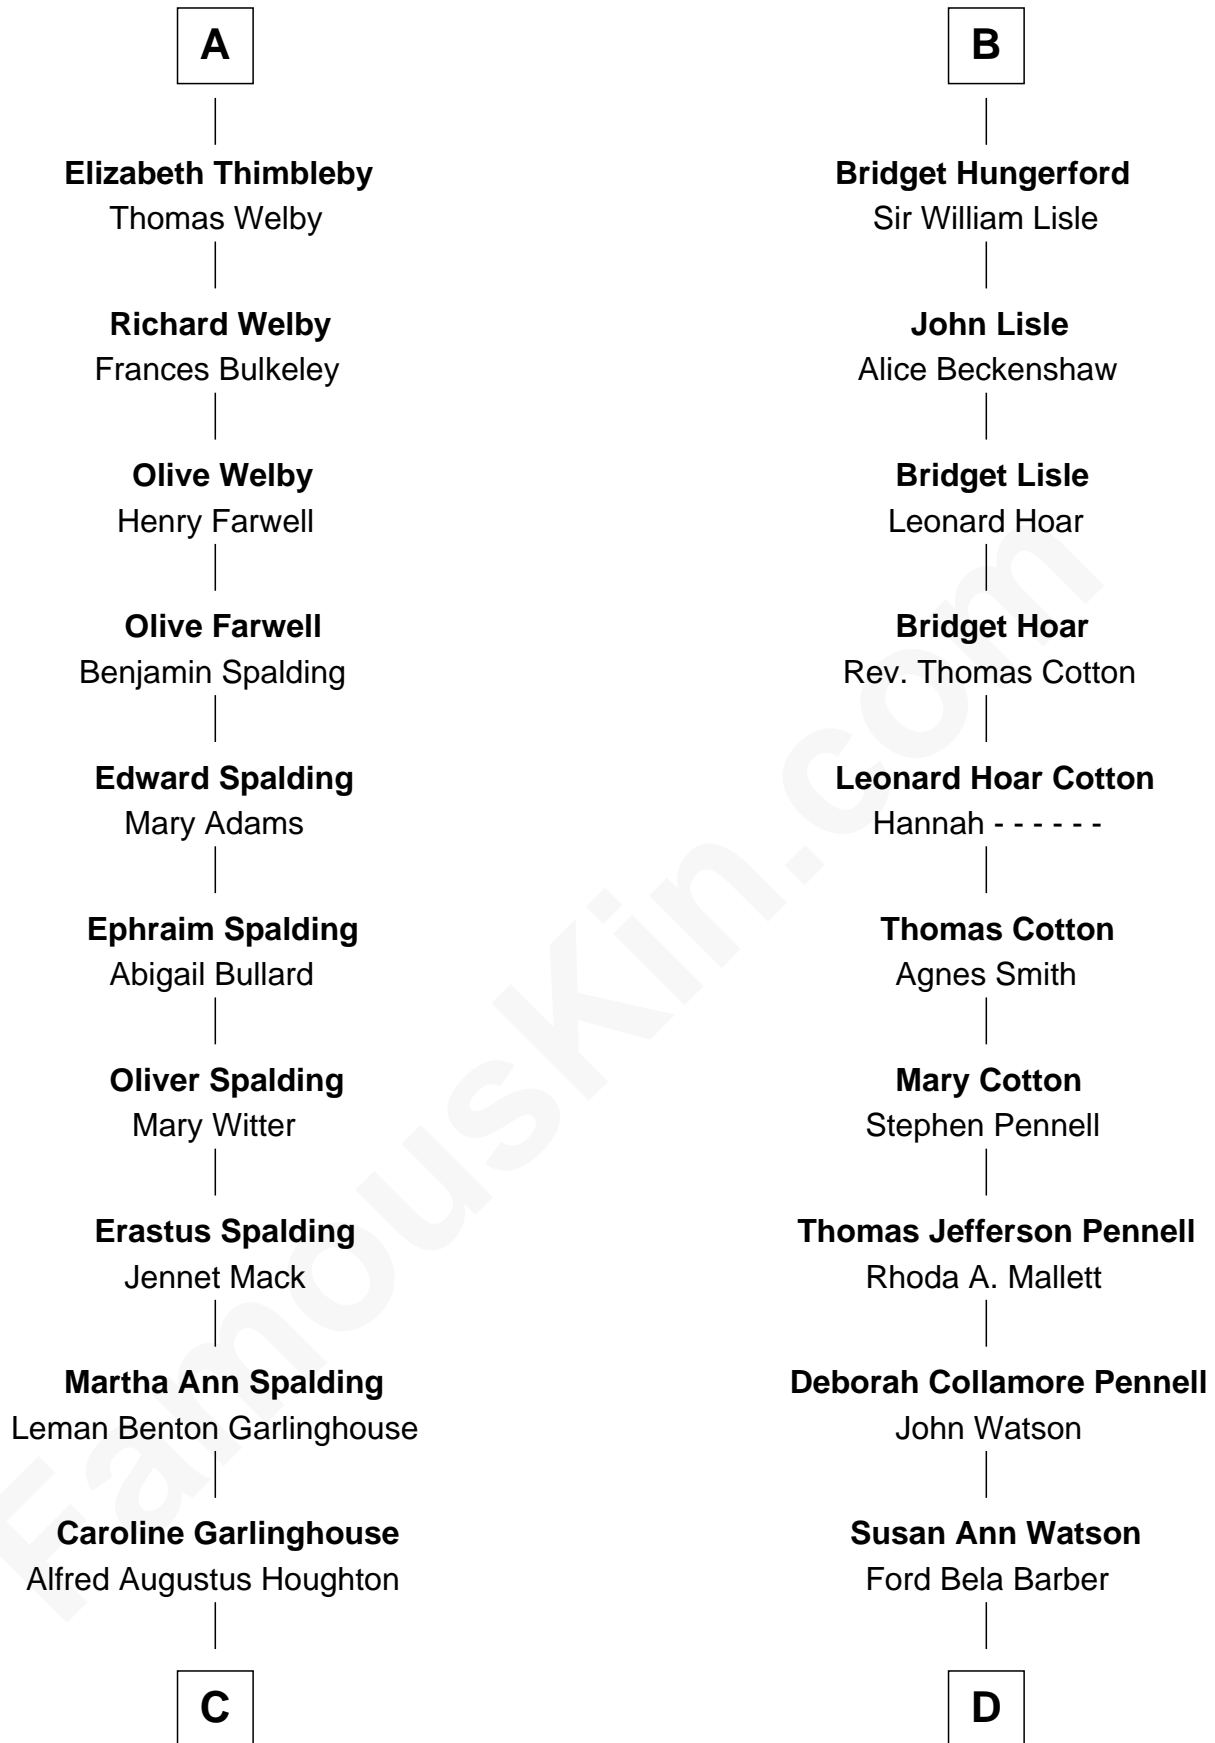 A
Elizabeth Thimbleby
Thomas Welby
Richard Welby
Frances Bulkeley
Olive Welby
Henry Farwell
Olive Farwell
Benjamin Spalding
Edward Spalding
Mary Adams
Ephraim Spalding
Abigail Bullard
Oliver Spalding
Mary Witter
Erastus Spalding
Jennet Mack
Martha Ann Spalding
Leman Benton Garlinghouse
Caroline Garlinghouse
Alfred Augustus Houghton
C
B
Bridget Hungerford
Sir William Lisle
John Lisle
Alice Beckenshaw
Bridget Lisle
Leonard Hoar
Bridget Hoar
Rev. Thomas Cotton
Leonard Hoar Cotton
Hannah - - - - - -
Thomas Cotton
Agnes Smith
Mary Cotton
Stephen Pennell
Thomas Jefferson Pennell
Rhoda A. Mallett
Deborah Collamore Pennell
John Watson
Susan Ann Watson
Ford Bela Barber
D
FamousKin.com